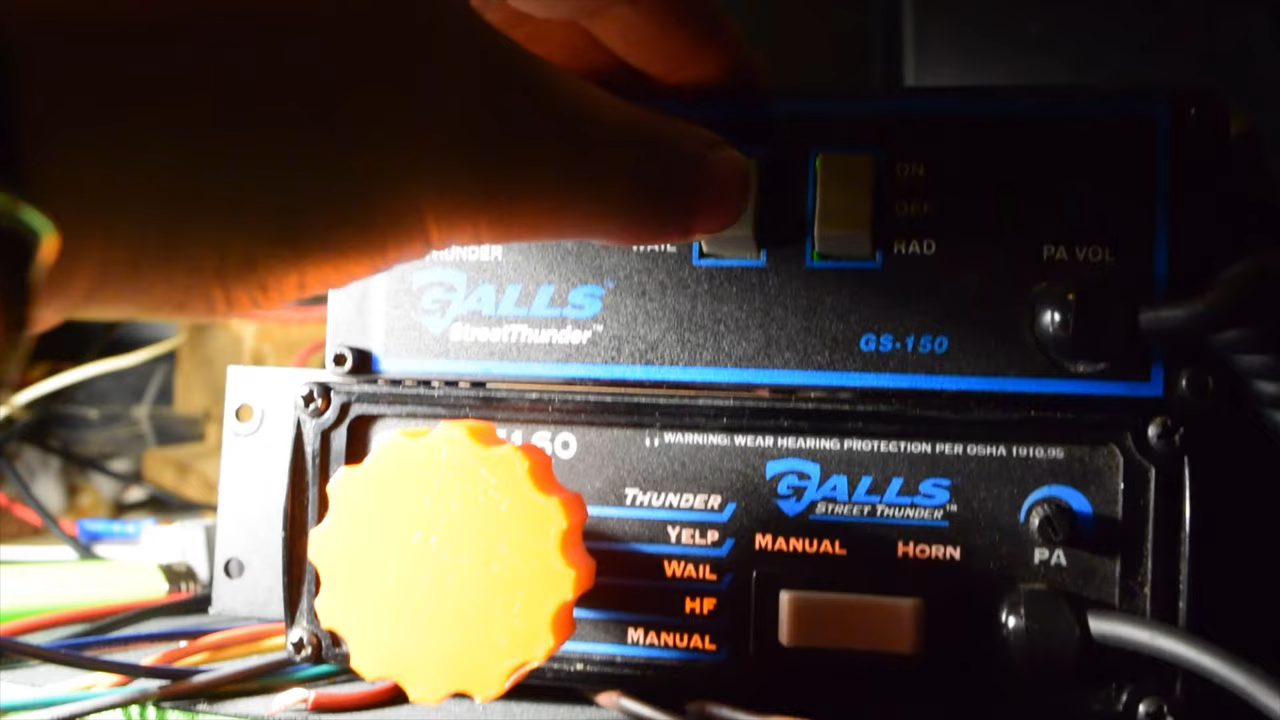 ON
OFF
THUNDER
WAIL
RAD
PA VOL
GALLS
StreetThunder™
GS-150
160
WARNING: WEAR HEARING PROTECTION PER OSHA 1910.95
THUNDER
GALLS
STREET THUNDER™
YELP
MANUAL
HORN
WAIL
PA
HF
MANUAL